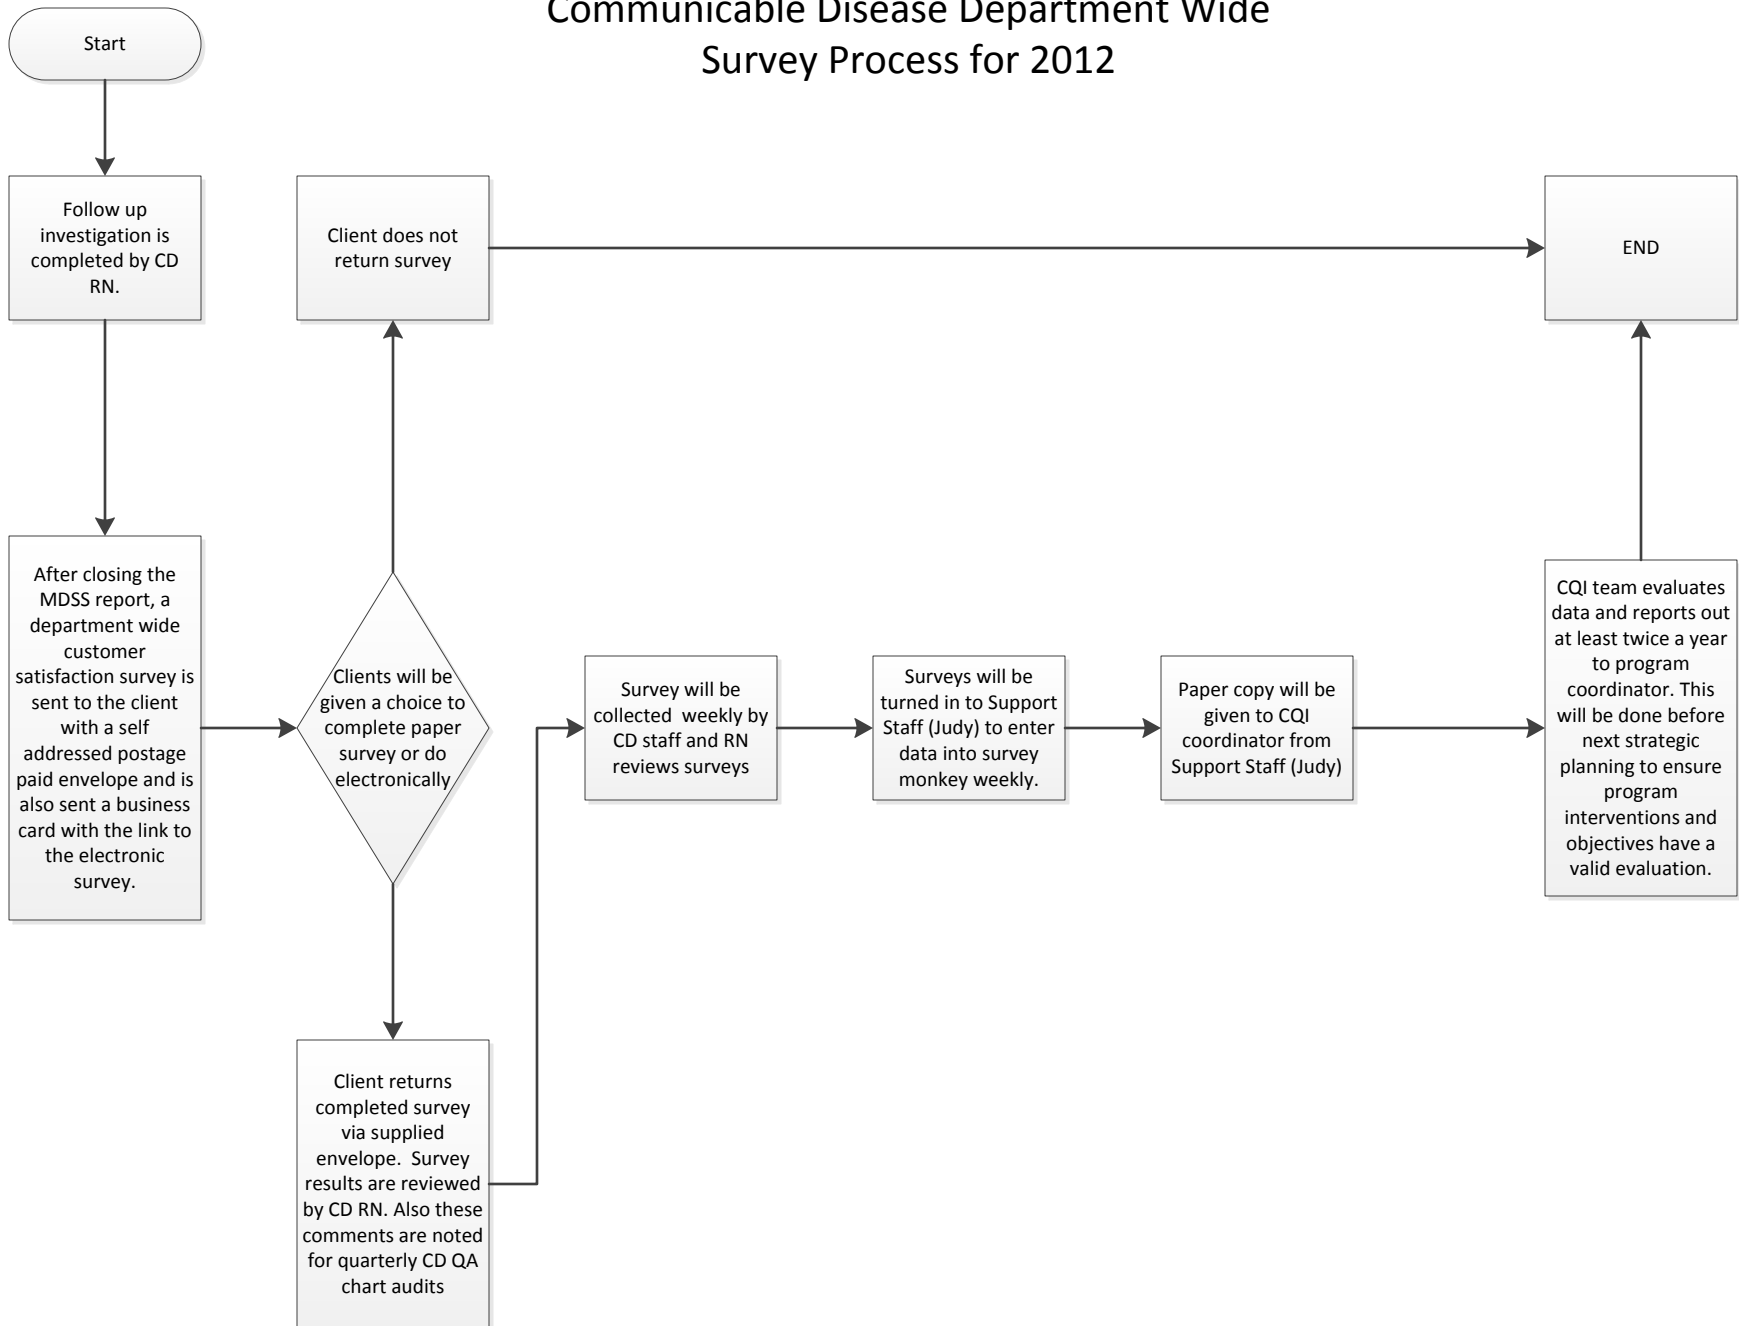 Communicable Disease Department Wide
Survey Process for 2012
Start
Follow up
investigation is
completed by CD
RN.
After closing the
MDSS report, a
department wide
customer
satisfaction survey is
sent to the client
with a self
addressed postage
paid envelope and is
also sent a business
card with the link to
the electronic
survey.
Client does not
return survey
Clients will be
given a choice to
complete paper
survey or do
electronically
Client returns
completed survey
via supplied
envelope.  Survey
results are reviewed
by CD RN. Also these
comments are noted
for quarterly CD QA
chart audits
Survey will be
collected  weekly by
CD staff and RN
reviews surveys
Surveys will be
turned in to Support
Staff (Judy) to enter
data into survey
monkey weekly.
Paper copy will be
given to CQI
coordinator from
Support Staff (Judy)
CQI team evaluates
data and reports out
at least twice a year
to program
coordinator. This
will be done before
next strategic
planning to ensure
program
interventions and
objectives have a
valid evaluation.
END